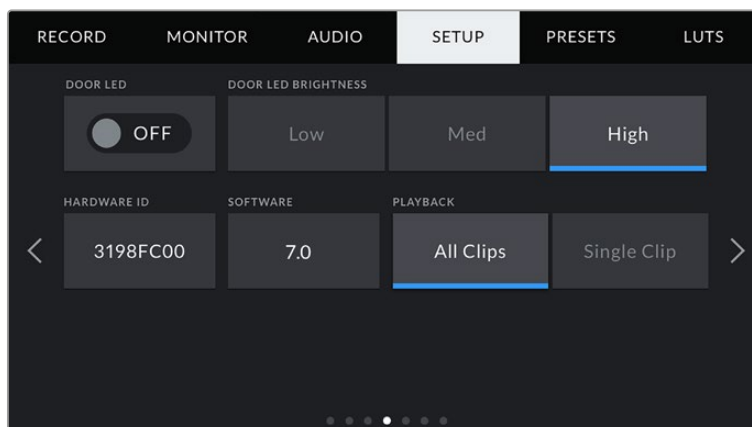 RECORD MONITOR AUDIO SETUP PRESETS LUTS
DOOR LED DOOR LED BRIGHTNESS
OFF Low Med High
HARDWARE ID SOFTWARE PLAYBACK
3198FC00 7.0 All Clips Single Clip